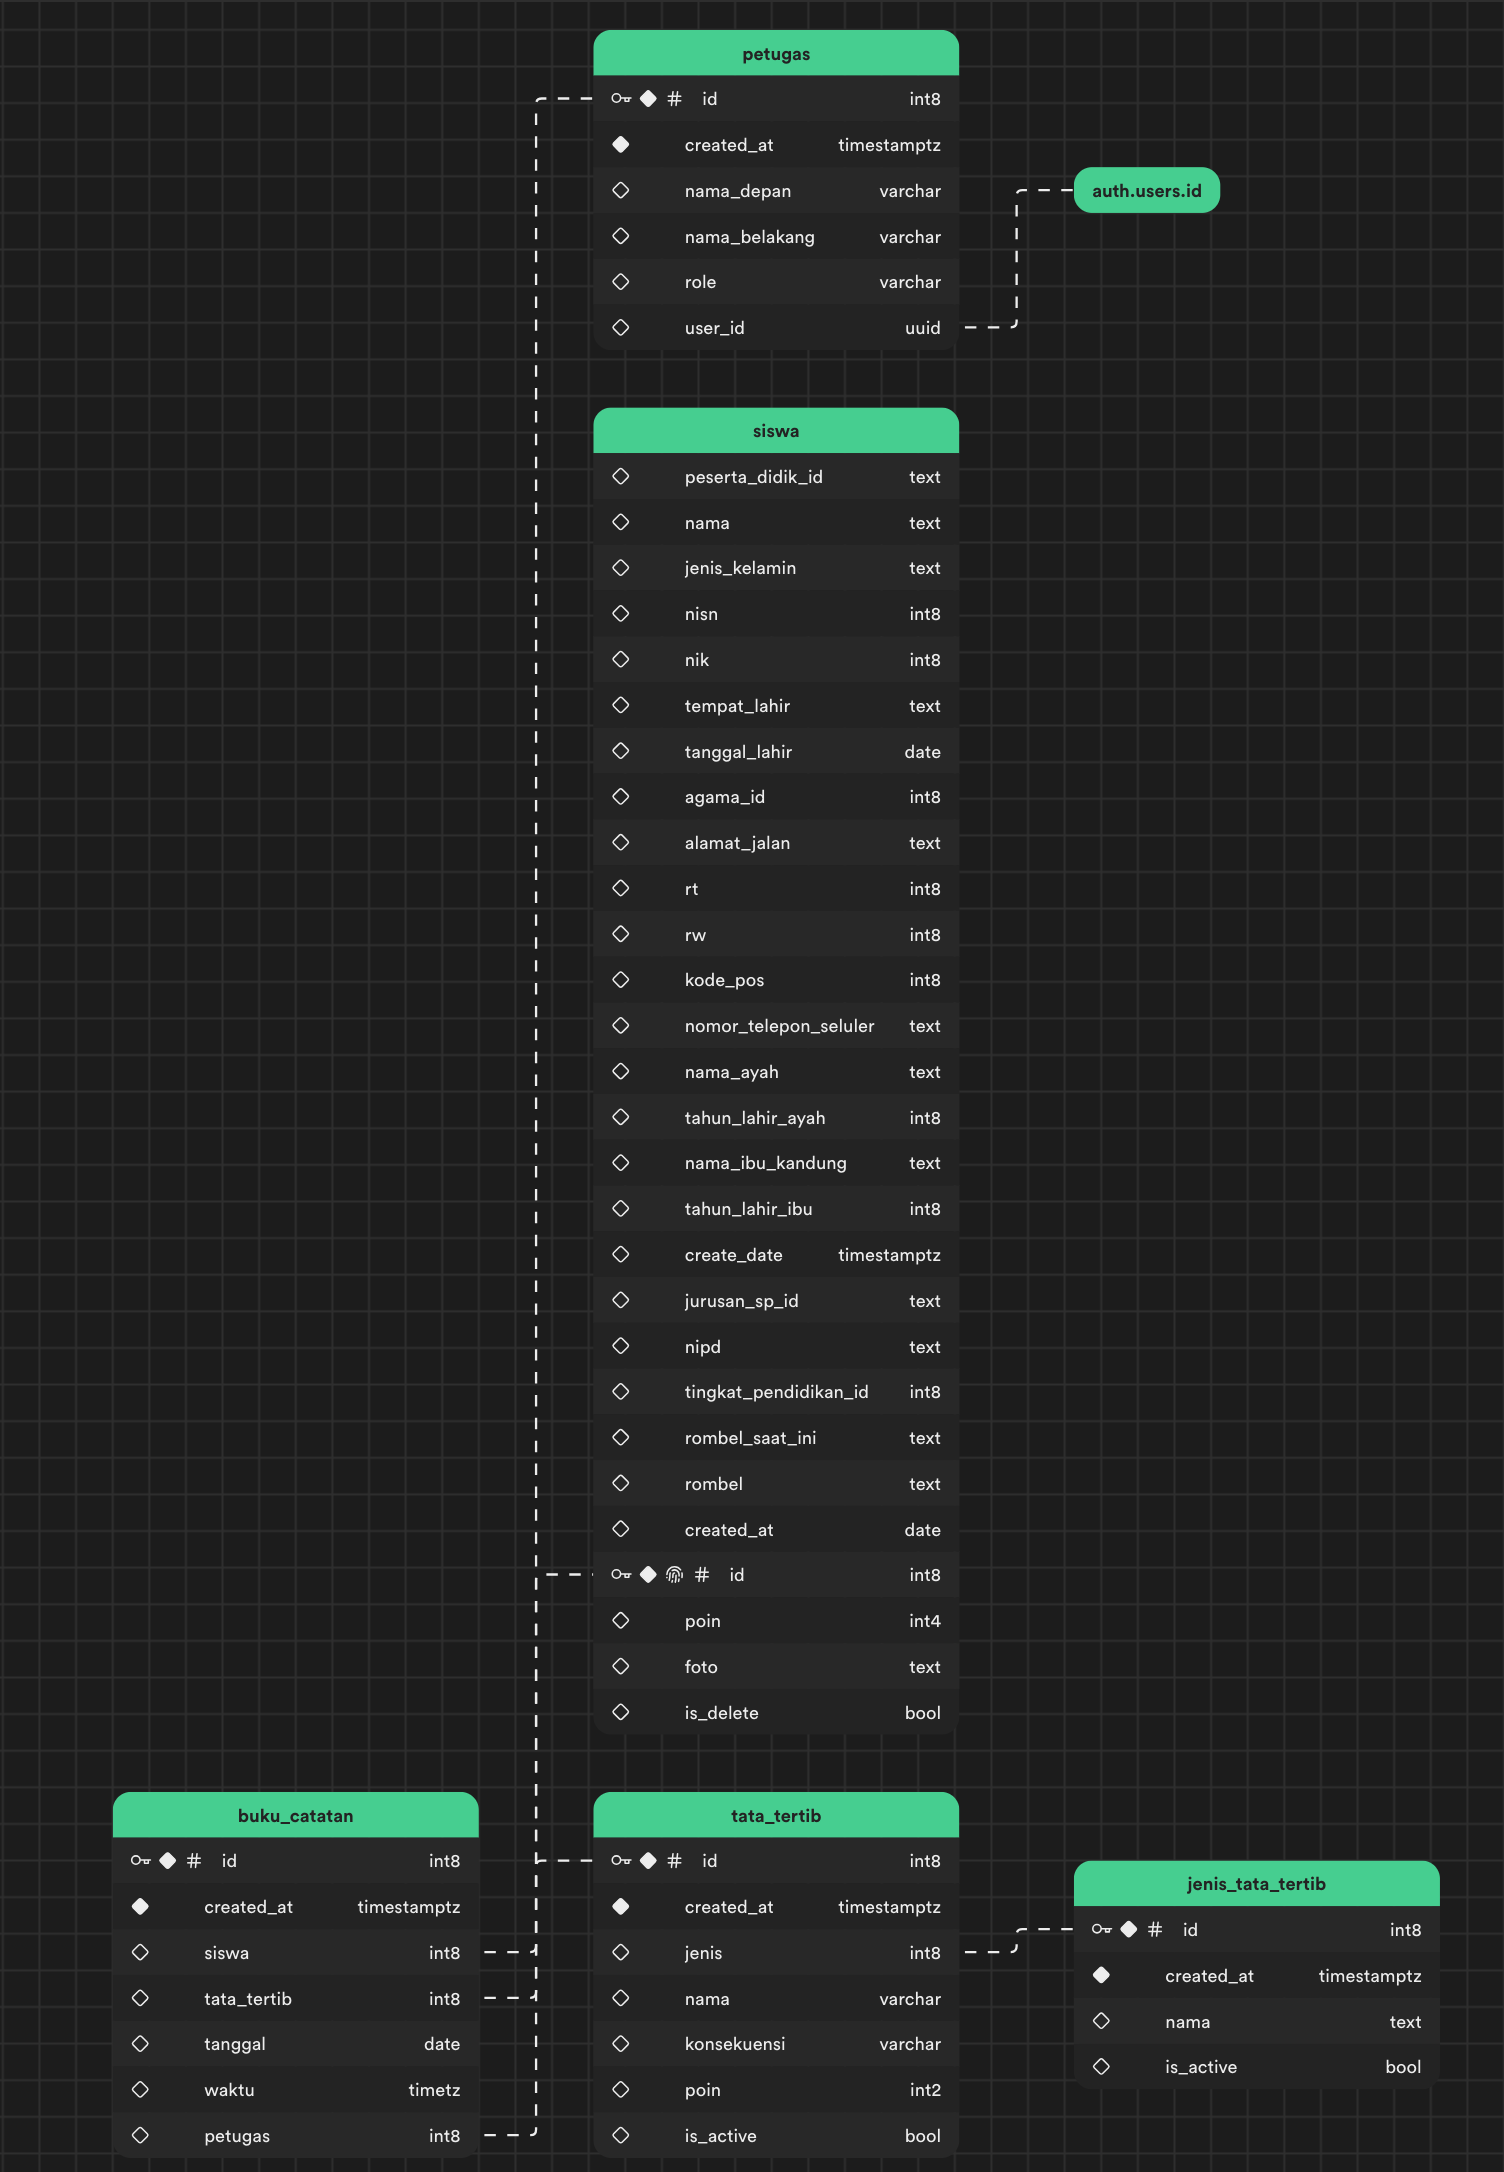 petugas
# id int8
created_at timestamptz
nama_depan varchar
nama_belakang varchar
role varchar
user_id uuid
auth.users.id
siswa
peserta_didik_id text
nama text
jenis_kelamin text
nisn int8
nik int8
tempat_lahir text
tanggal_lahir date
agama_id int8
alamat_jalan text
rt int8
rw int8
kode_pos int8
nomor_telepon_seluler text
nama_ayah text
tahun_lahir_ayah int8
nama_ibu_kandung text
tahun_lahir_ibu int8
create_date timestamptz
jurusan_sp_id text
nipd text
tingkat_pendidikan_id int8
rombel_saat_ini text
rombel text
created_at date
# id int8
poin int4
foto text
is_delete bool
buku_catatan
# id int8
created_at timestamptz
siswa int8
tata_tertib int8
tanggal date
waktu timetz
petugas int8
tata_tertib
# id int8
created_at timestamptz
jenis int8
nama varchar
konsekuensi varchar
poin int2
is_active bool
jenis_tata_tertib
# id int8
created_at timestamptz
nama text
is_active bool